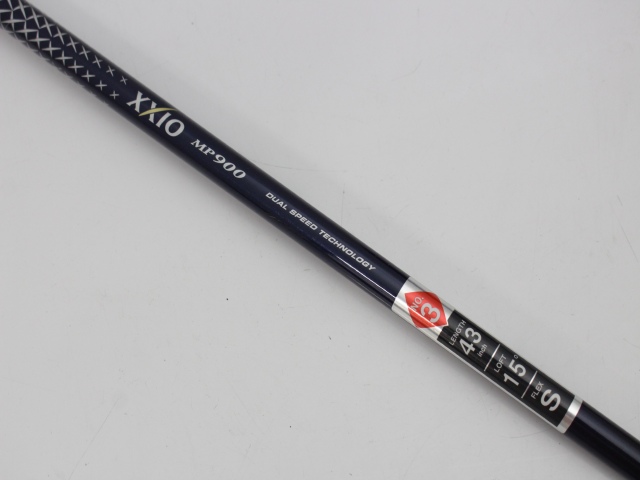 XXIO MP900 DUAL SPEED TECHNOLOGY
NO. 3
LENGTH 43 inch
LOFT 15°
FLEX S